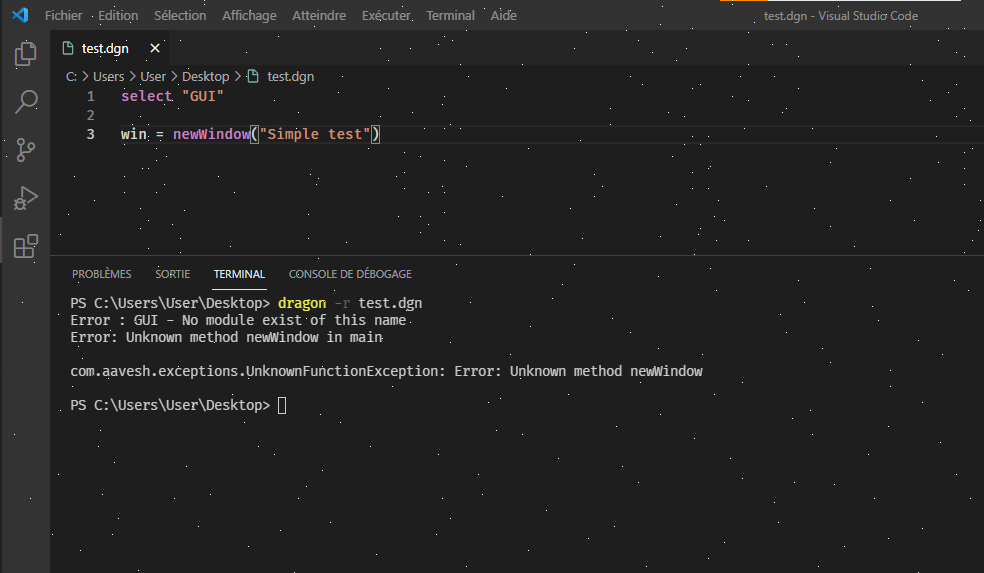 Fichier Edition Sélection Affichage Atteindre Exécuter Terminal Aide test.dgn - Visual Studio Code
test.dgn
C: > Users > User > Desktop > test.dgn
1 select "GUI"
2
3 win = newWindow("Simple test")
PROBLÈMES SORTIE TERMINAL CONSOLE DE DÉBOGAGE
PS C:\Users\User\Desktop> dragon -r test.dgn
Error : GUI - No module exist of this name
Error: Unknown method newWindow in main
com.aavesh.exceptions.UnknownFunctionException: Error: Unknown method newWindow
PS C:\Users\User\Desktop>